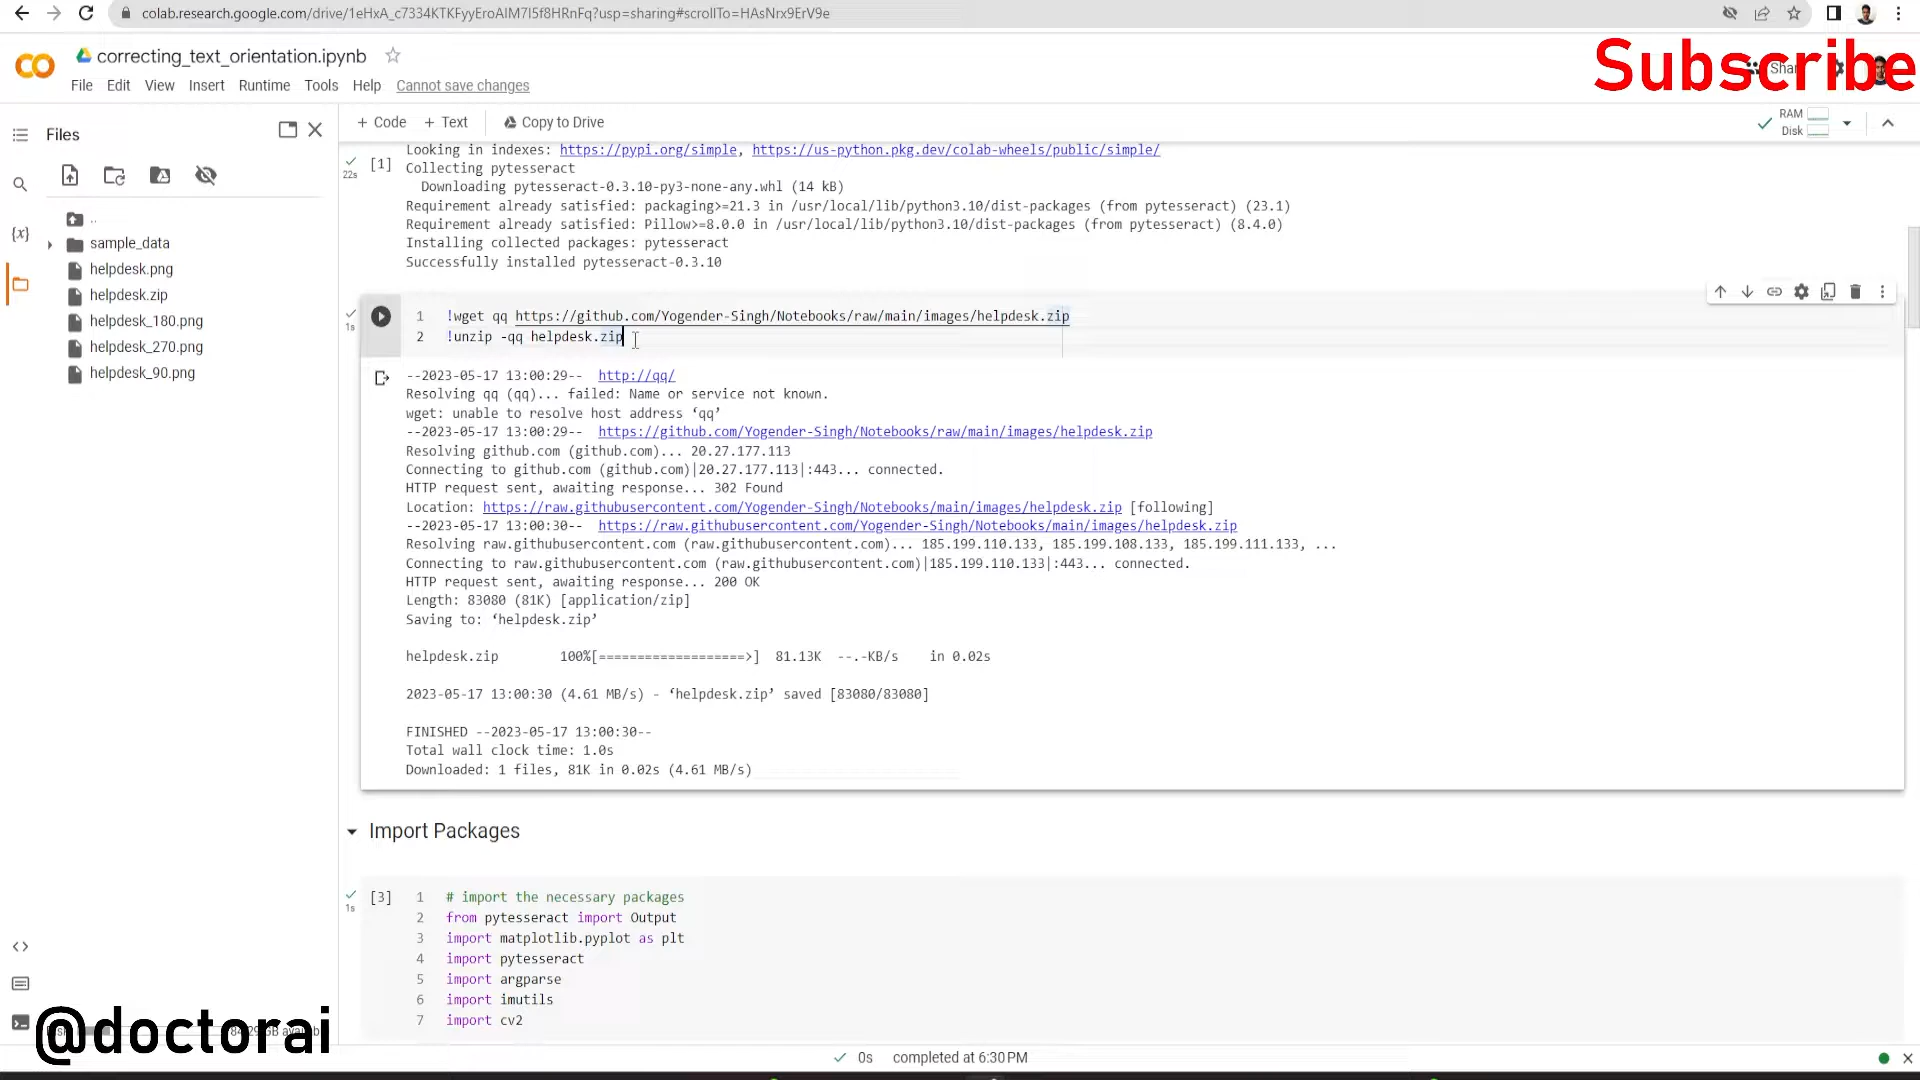 colab.research.google.com/drive/1eHxA_c7334KTKFyyEroAIM7I5f8HRnFq?usp=sharing#scrollTo=HAsNrx9ErV9e
correcting_text_orientation.ipynb
Subscribe
Shar
File Edit View Insert Runtime Tools Help Cannot save changes
Files
+ Code + Text Copy to Drive
RAM
Disk
Looking in indexes: https://pypi.org/simple, https://us-python.pkg.dev/colab-wheels/public/simple/
22s
[1]
Collecting pytesseract
Downloading pytesseract-0.3.10-py3-none-any.whl (14 kB)
Requirement already satisfied: packaging>=21.3 in /usr/local/lib/python3.10/dist-packages (from pytesseract) (23.1)
Requirement already satisfied: Pillow>=8.0.0 in /usr/local/lib/python3.10/dist-packages (from pytesseract) (8.4.0)
Installing collected packages: pytesseract
Successfully installed pytesseract-0.3.10
..
sample_data
helpdesk.png
helpdesk.zip
helpdesk_180.png
helpdesk_270.png
helpdesk_90.png
{x}
1s
1 !wget qq https://github.com/Yogender-Singh/Notebooks/raw/main/images/helpdesk.zip
2 !unzip -qq helpdesk.zip
--2023-05-17 13:00:29-- http://qq/
Resolving qq (qq)... failed: Name or service not known.
wget: unable to resolve host address ‘qq’
--2023-05-17 13:00:29-- https://github.com/Yogender-Singh/Notebooks/raw/main/images/helpdesk.zip
Resolving github.com (github.com)... 20.27.177.113
Connecting to github.com (github.com)|20.27.177.113|:443... connected.
HTTP request sent, awaiting response... 302 Found
Location: https://raw.githubusercontent.com/Yogender-Singh/Notebooks/main/images/helpdesk.zip [following]
--2023-05-17 13:00:30-- https://raw.githubusercontent.com/Yogender-Singh/Notebooks/main/images/helpdesk.zip
Resolving raw.githubusercontent.com (raw.githubusercontent.com)... 185.199.110.133, 185.199.108.133, 185.199.111.133, ...
Connecting to raw.githubusercontent.com (raw.githubusercontent.com)|185.199.110.133|:443... connected.
HTTP request sent, awaiting response... 200 OK
Length: 83080 (81K) [application/zip]
Saving to: ‘helpdesk.zip’
helpdesk.zip 100%[===================>] 81.13K --.-KB/s in 0.02s
2023-05-17 13:00:30 (4.61 MB/s) - ‘helpdesk.zip’ saved [83080/83080]
FINISHED --2023-05-17 13:00:30--
Total wall clock time: 1.0s
Downloaded: 1 files, 81K in 0.02s (4.61 MB/s)
Import Packages
1s
[3]
1 # import the necessary packages
2 from pytesseract import Output
3 import matplotlib.pyplot as plt
4 import pytesseract
5 import argparse
6 import imutils
7 import cv2
@doctorai
0s completed at 6:30 PM